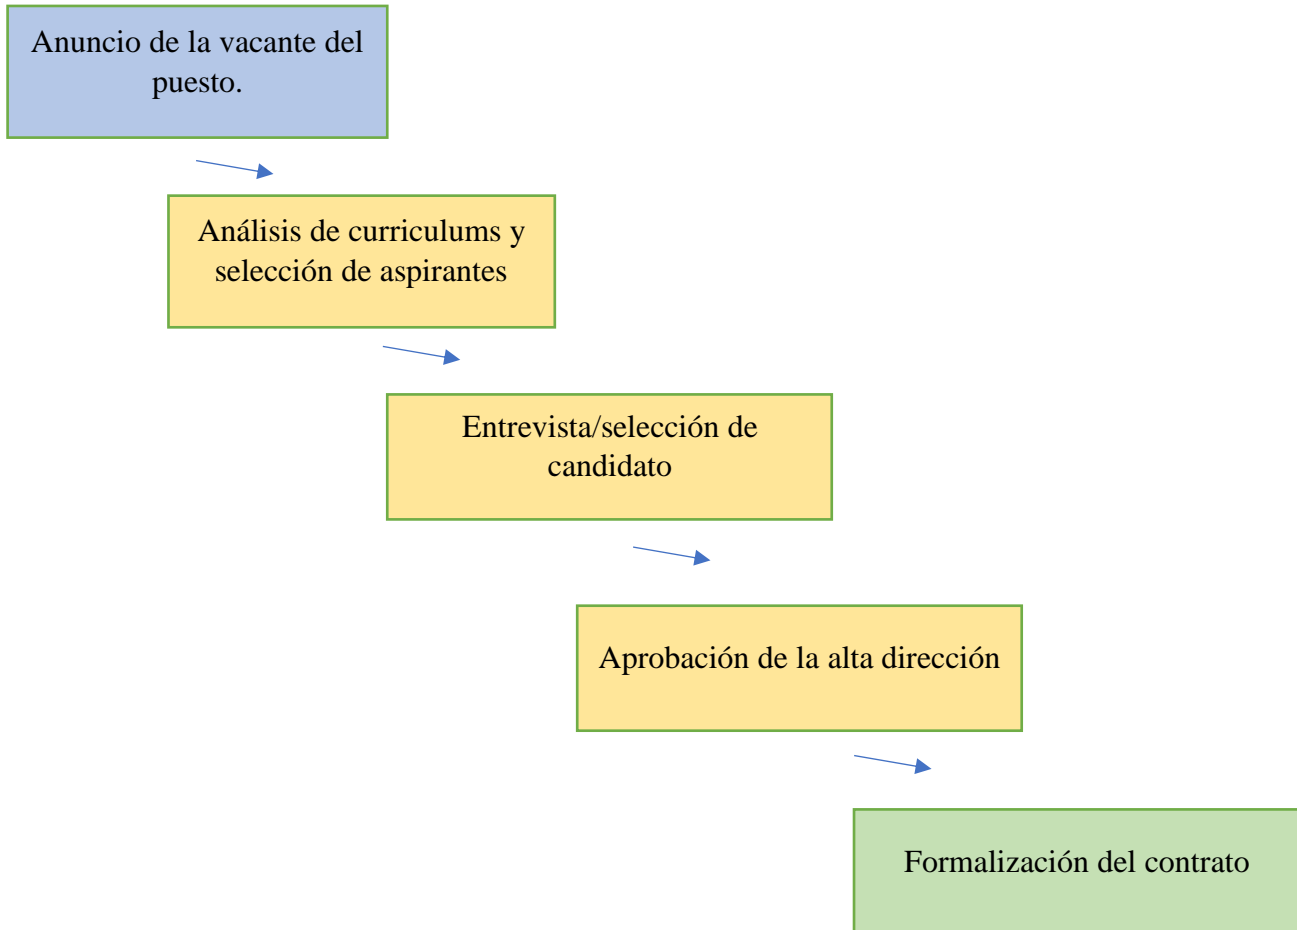 Anuncio de la vacante del
puesto.
Análisis de curriculums y
selección de aspirantes
Entrevista/selección de
candidato
Aprobación de la alta dirección
Formalización del contrato